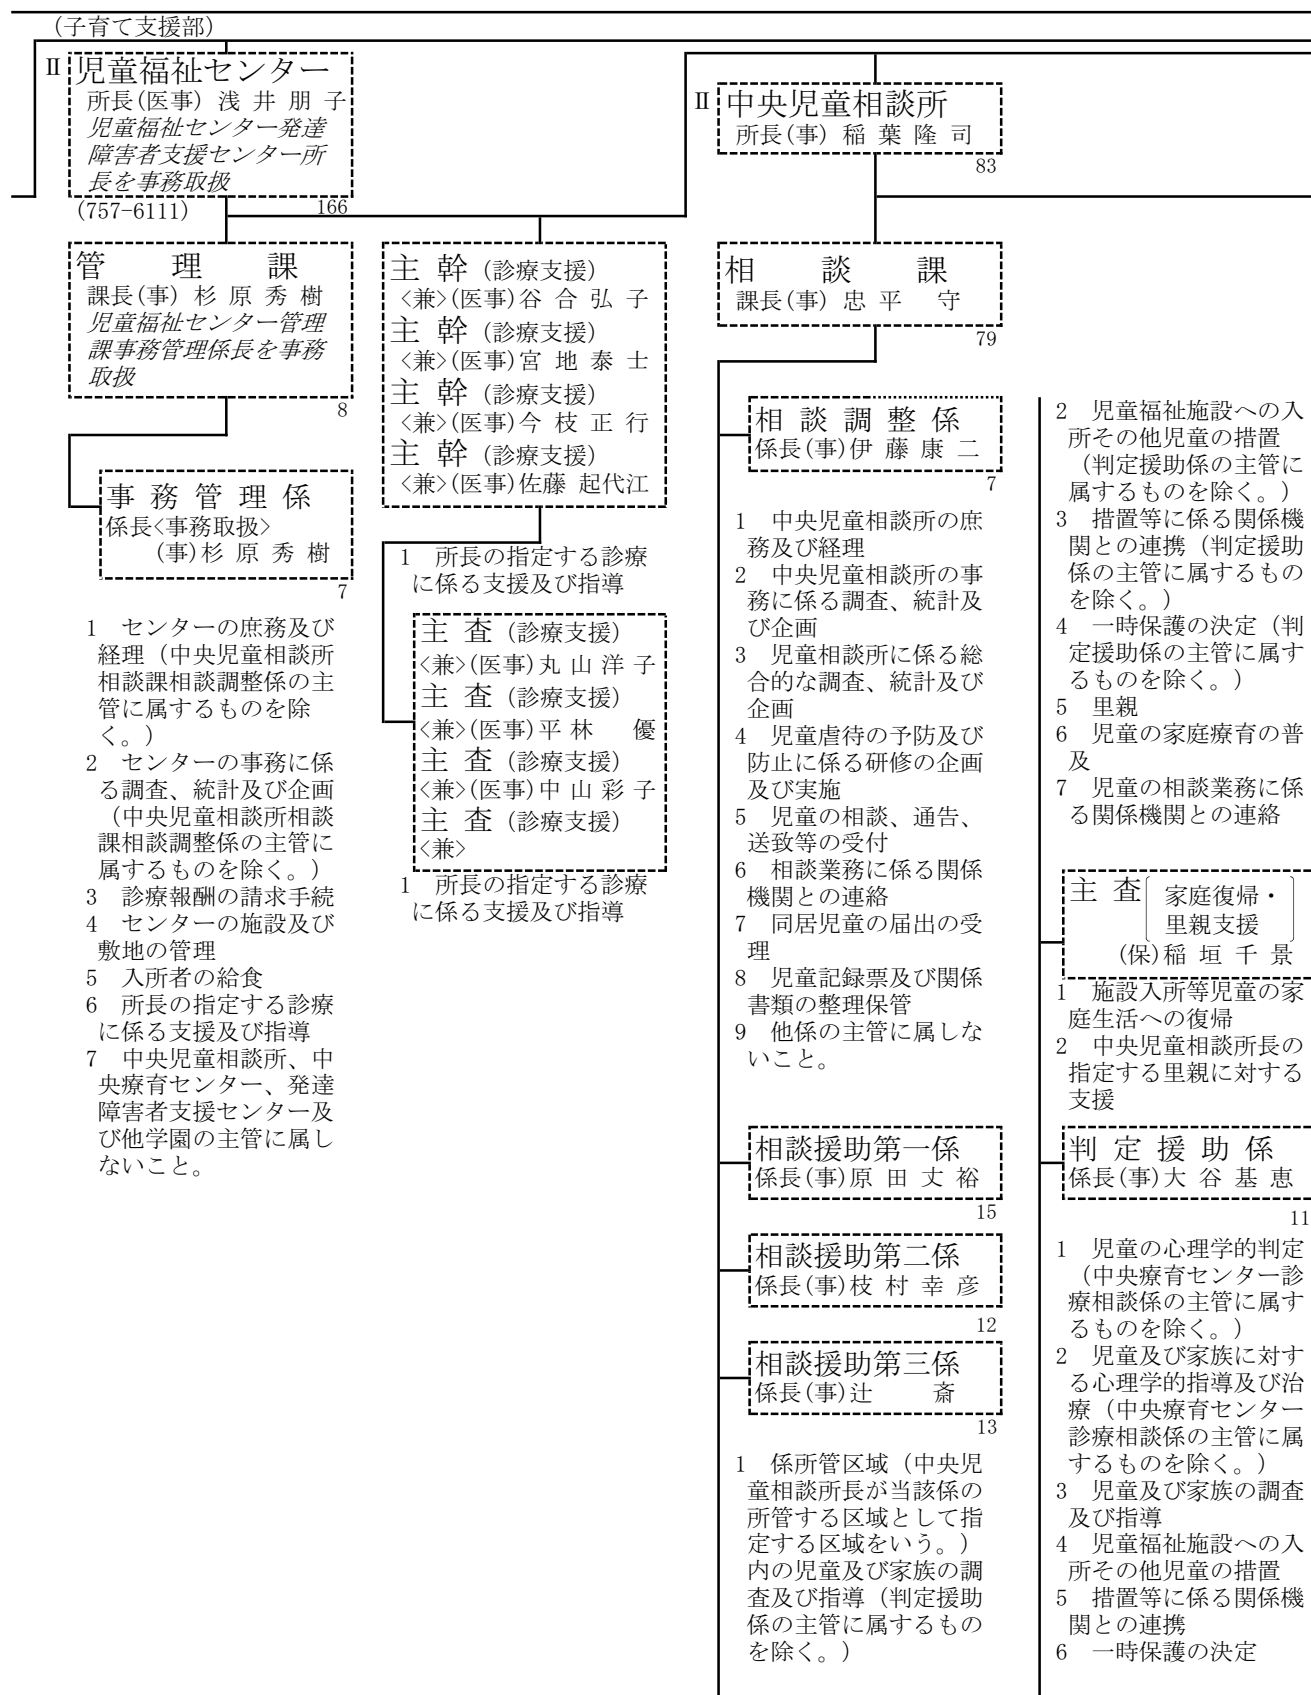 (子育て支援部)
Ⅱ 児童福祉センター
所長(医事) 浅 井 朋 子
児童福祉センター発達
障害者支援センター所
長を事務取扱
(757-6111)
166
管 理 課
課長(事) 杉 原 秀 樹
児童福祉センター管理
課事務管理係長を事務
取扱
8
事 務 管 理 係
係長<事務取扱>
(事)杉 原 秀 樹
7
1 センターの庶務及び
経理（中央児童相談所
相談課相談調整係の主
管に属するものを除
く。）
2 センターの事務に係
る調査、統計及び企画
（中央児童相談所相談
課相談調整係の主管に
属するものを除く。）
3 診療報酬の請求手続
4 センターの施設及び
敷地の管理
5 入所者の給食
6 所長の指定する診療
に係る支援及び指導
7 中央児童相談所、中
央療育センター、発達
障害者支援センター及
び他学園の主管に属し
ないこと。
主 幹 (診療支援)
<兼>(医事)谷 合 弘 子
主 幹 (診療支援)
<兼>(医事)宮 地 泰 士
主 幹 (診療支援)
<兼>(医事)今 枝 正 行
主 幹 (診療支援)
<兼>(医事)佐藤 起代江
1 所長の指定する診療
に係る支援及び指導
主 査 (診療支援)
<兼>(医事)丸 山 洋 子
主 査 (診療支援)
<兼>(医事)平 林 優
主 査 (診療支援)
<兼>(医事)中 山 彩 子
主 査 (診療支援)
<兼>
1 所長の指定する診療
に係る支援及び指導
Ⅱ 中央児童相談所
所長(事) 稲 葉 隆 司
83
相 談 課
課長(事) 忠 平 守
79
相 談 調 整 係
係長(事)伊 藤 康 二
7
1 中央児童相談所の庶
務及び経理
2 中央児童相談所の事
務に係る調査、統計及
び企画
3 児童相談所に係る総
合的な調査、統計及び
企画
4 児童虐待の予防及び
防止に係る研修の企画
及び実施
5 児童の相談、通告、
送致等の受付
6 相談業務に係る関係
機関との連絡
7 同居児童の届出の受
理
8 児童記録票及び関係
書類の整理保管
9 他係の主管に属しな
いこと。
相談援助第一係
係長(事)原 田 丈 裕
15
相談援助第二係
係長(事)枝 村 幸 彦
12
相談援助第三係
係長(事)辻 斎
13
1 係所管区域（中央児
童相談所長が当該係の
所管する区域として指
定する区域をいう。）
内の児童及び家族の調
査及び指導（判定援助
係の主管に属するもの
を除く。）
2 児童福祉施設への入
所その他児童の措置
（判定援助係の主管に
属するものを除く。）
3 措置等に係る関係機
関との連携（判定援助
係の主管に属するもの
を除く。）
4 一時保護の決定（判
定援助係の主管に属す
るものを除く。）
5 里親
6 児童の家庭療育の普
及
7 児童の相談業務に係
る関係機関との連絡
主 査 家庭復帰・
里親支援
(保)稲 垣 千 景
1 施設入所等児童の家
庭生活への復帰
2 中央児童相談所長の
指定する里親に対する
支援
判 定 援 助 係
係長(事)大 谷 基 恵
11
1 児童の心理学的判定
（中央療育センター診
療相談係の主管に属す
るものを除く。）
2 児童及び家族に対す
る心理学的指導及び治
療（中央療育センター
診療相談係の主管に属
するものを除く。）
3 児童及び家族の調査
及び指導
4 児童福祉施設への入
所その他児童の措置
5 措置等に係る関係機
関との連携
6 一時保護の決定